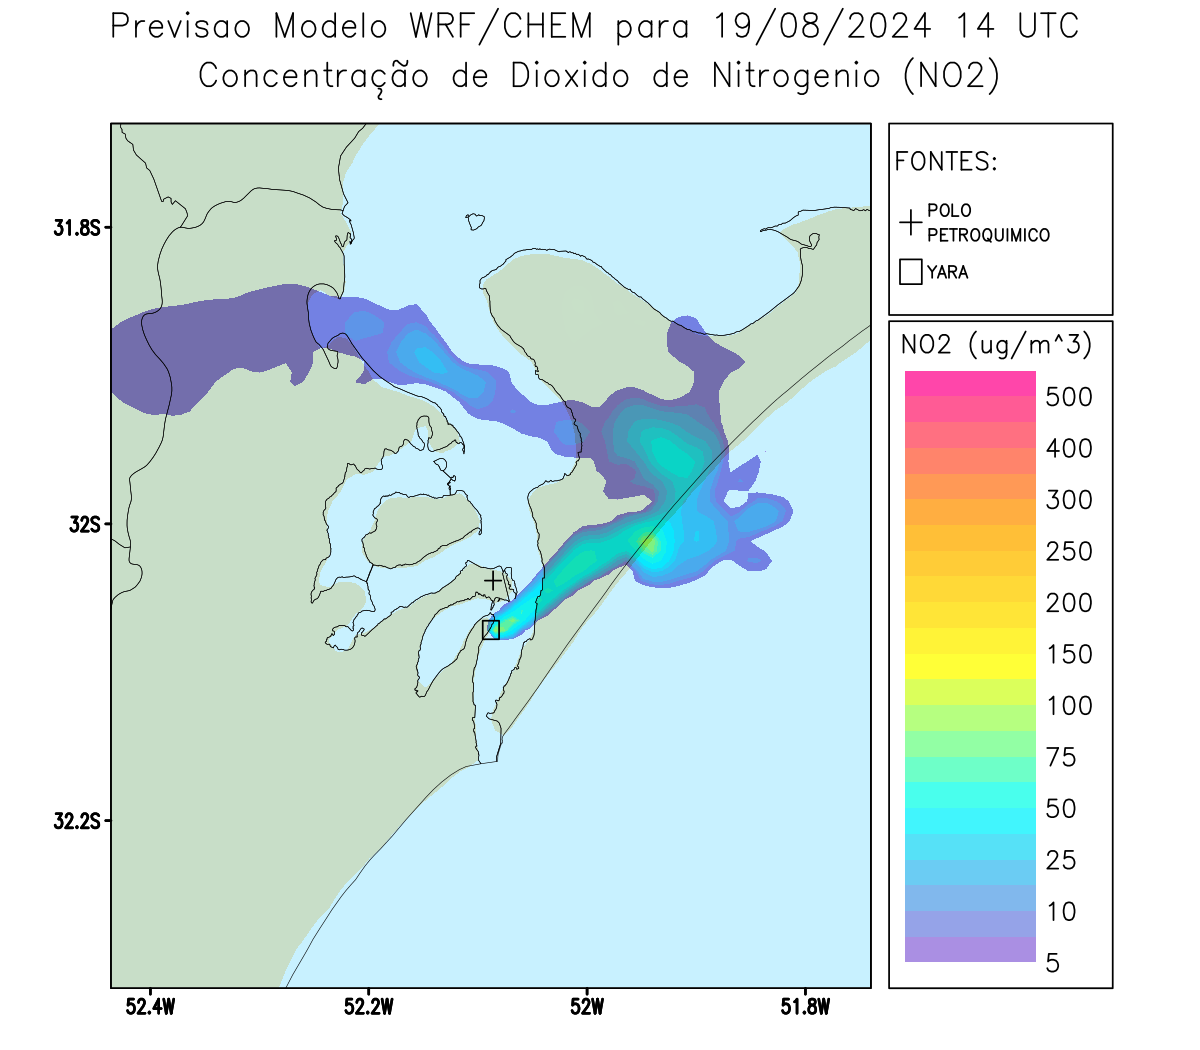 Previsao Modelo WRF/CHEM para 19/08/2024 14 UTC
Concentração de Dioxido de Nitrogenio (NO2)
FONTES:
POLO
PETROQUIMICO
YARA
NO2 (ug/m^3)
500
400
300
250
200
150
100
75
50
25
10
5
31.8S
32S
32.2S
52.4W 52.2W 52W 51.8W